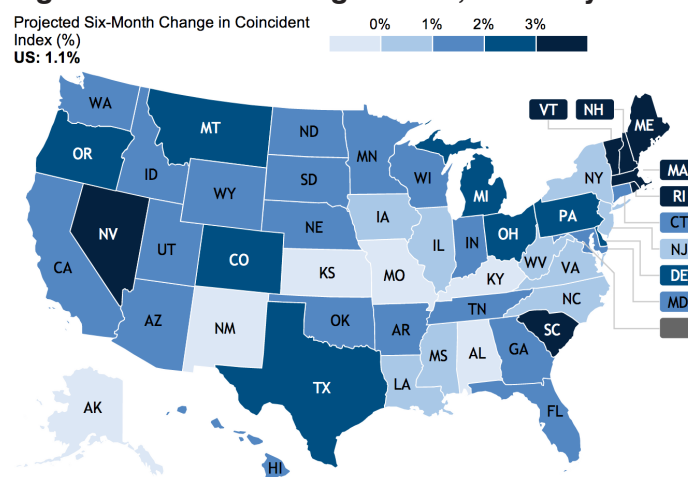 Projected Six-Month Change in Coincident
Index (%)
US: 1.1%
0% 1% 2% 3%
WA
MT
ND
MN
VT NH
ME
OR
ID
SD
WI
NY
MA
WY
MI
RI
NV
NE
IA
PA
CT
IL
IN
OH
NJ
UT
CO
KS
MO
WV
VA
DE
CA
KY
MD
NC
AZ
NM
OK
AR
TN
SC
MS
AL
GA
TX
LA
AK
FL
HI